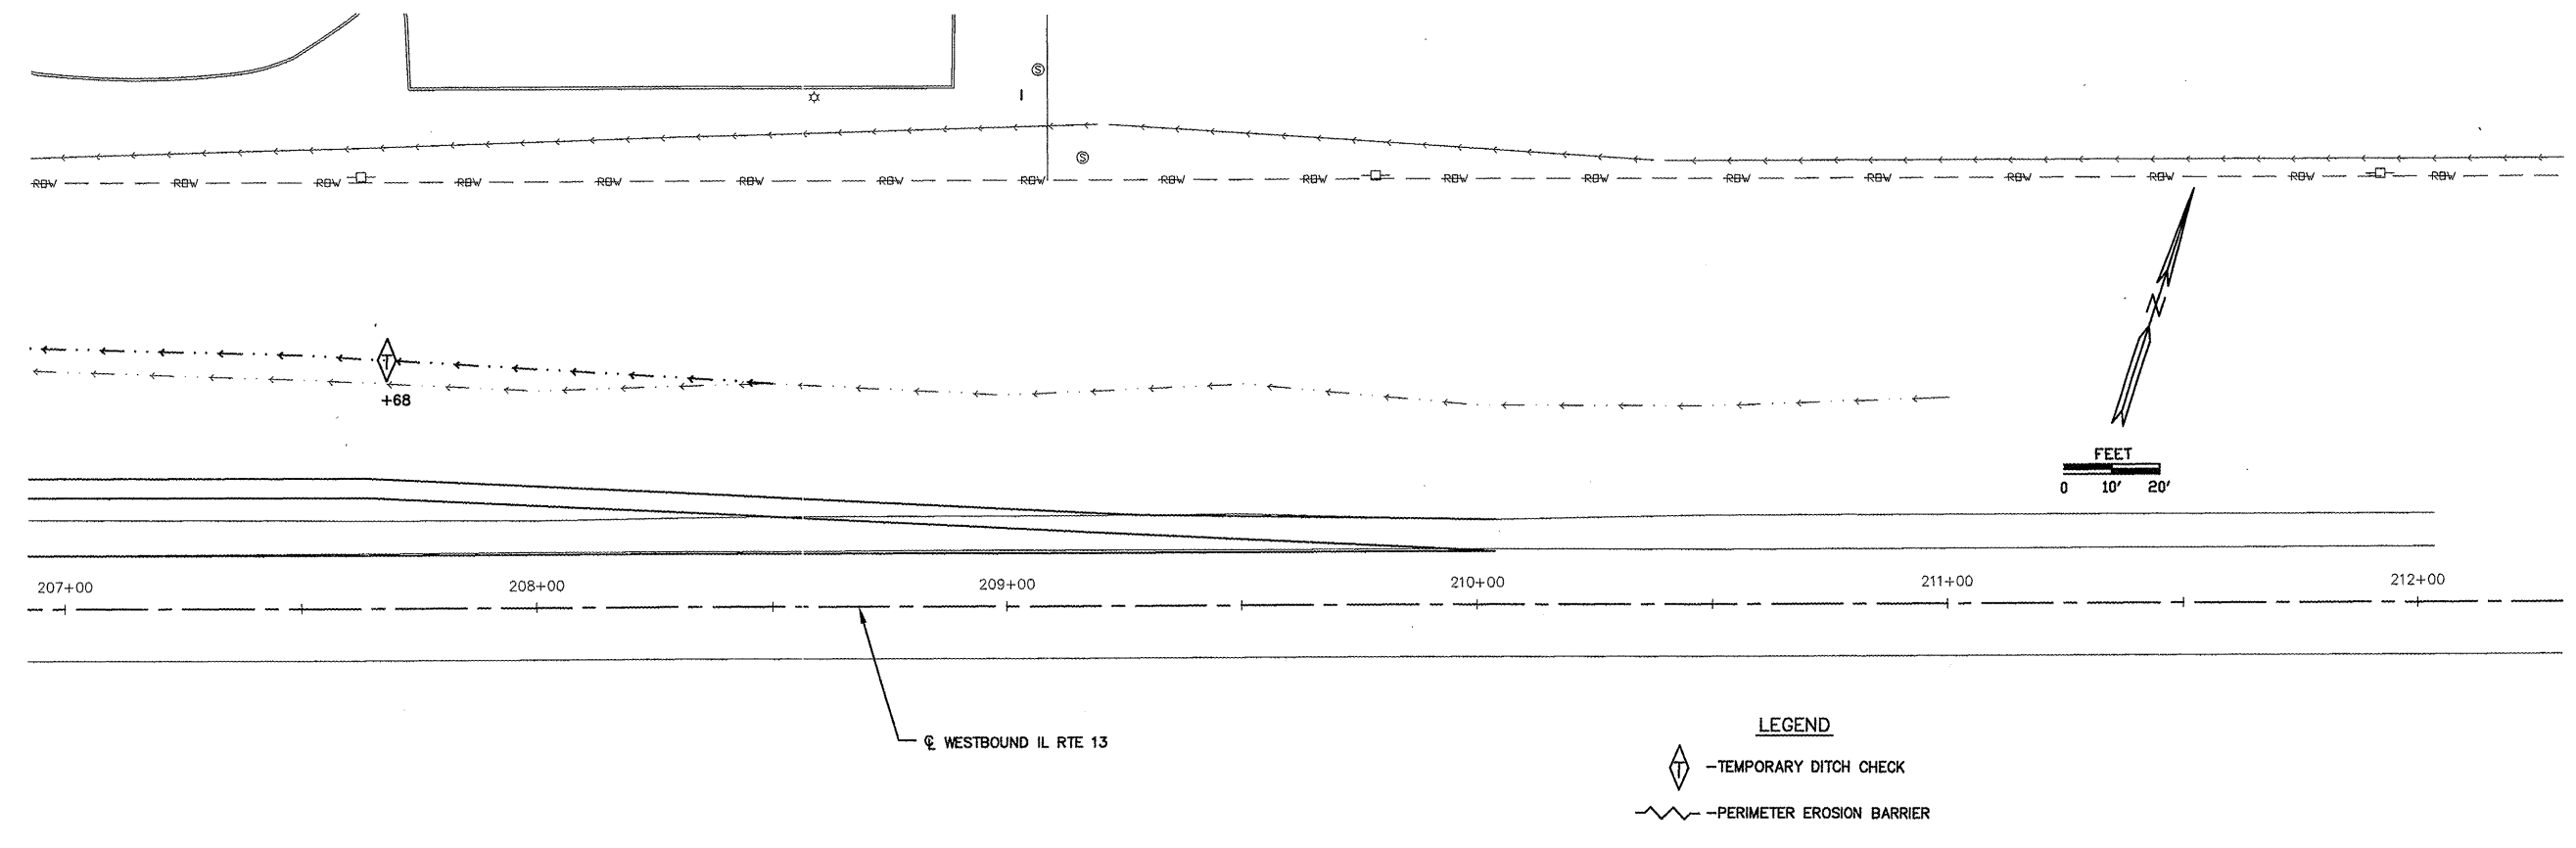 S
ROW ROW ROW ROW ROW ROW ROW ROW ROW ROW ROW ROW ROW ROW ROW ROW ROW ROW
S
N
T
+68
FEET
0 10' 20'
207+00 208+00 209+00 210+00 211+00 212+00
℄ WESTBOUND IL RTE 13
LEGEND
T -TEMPORARY DITCH CHECK
-PERIMETER EROSION BARRIER